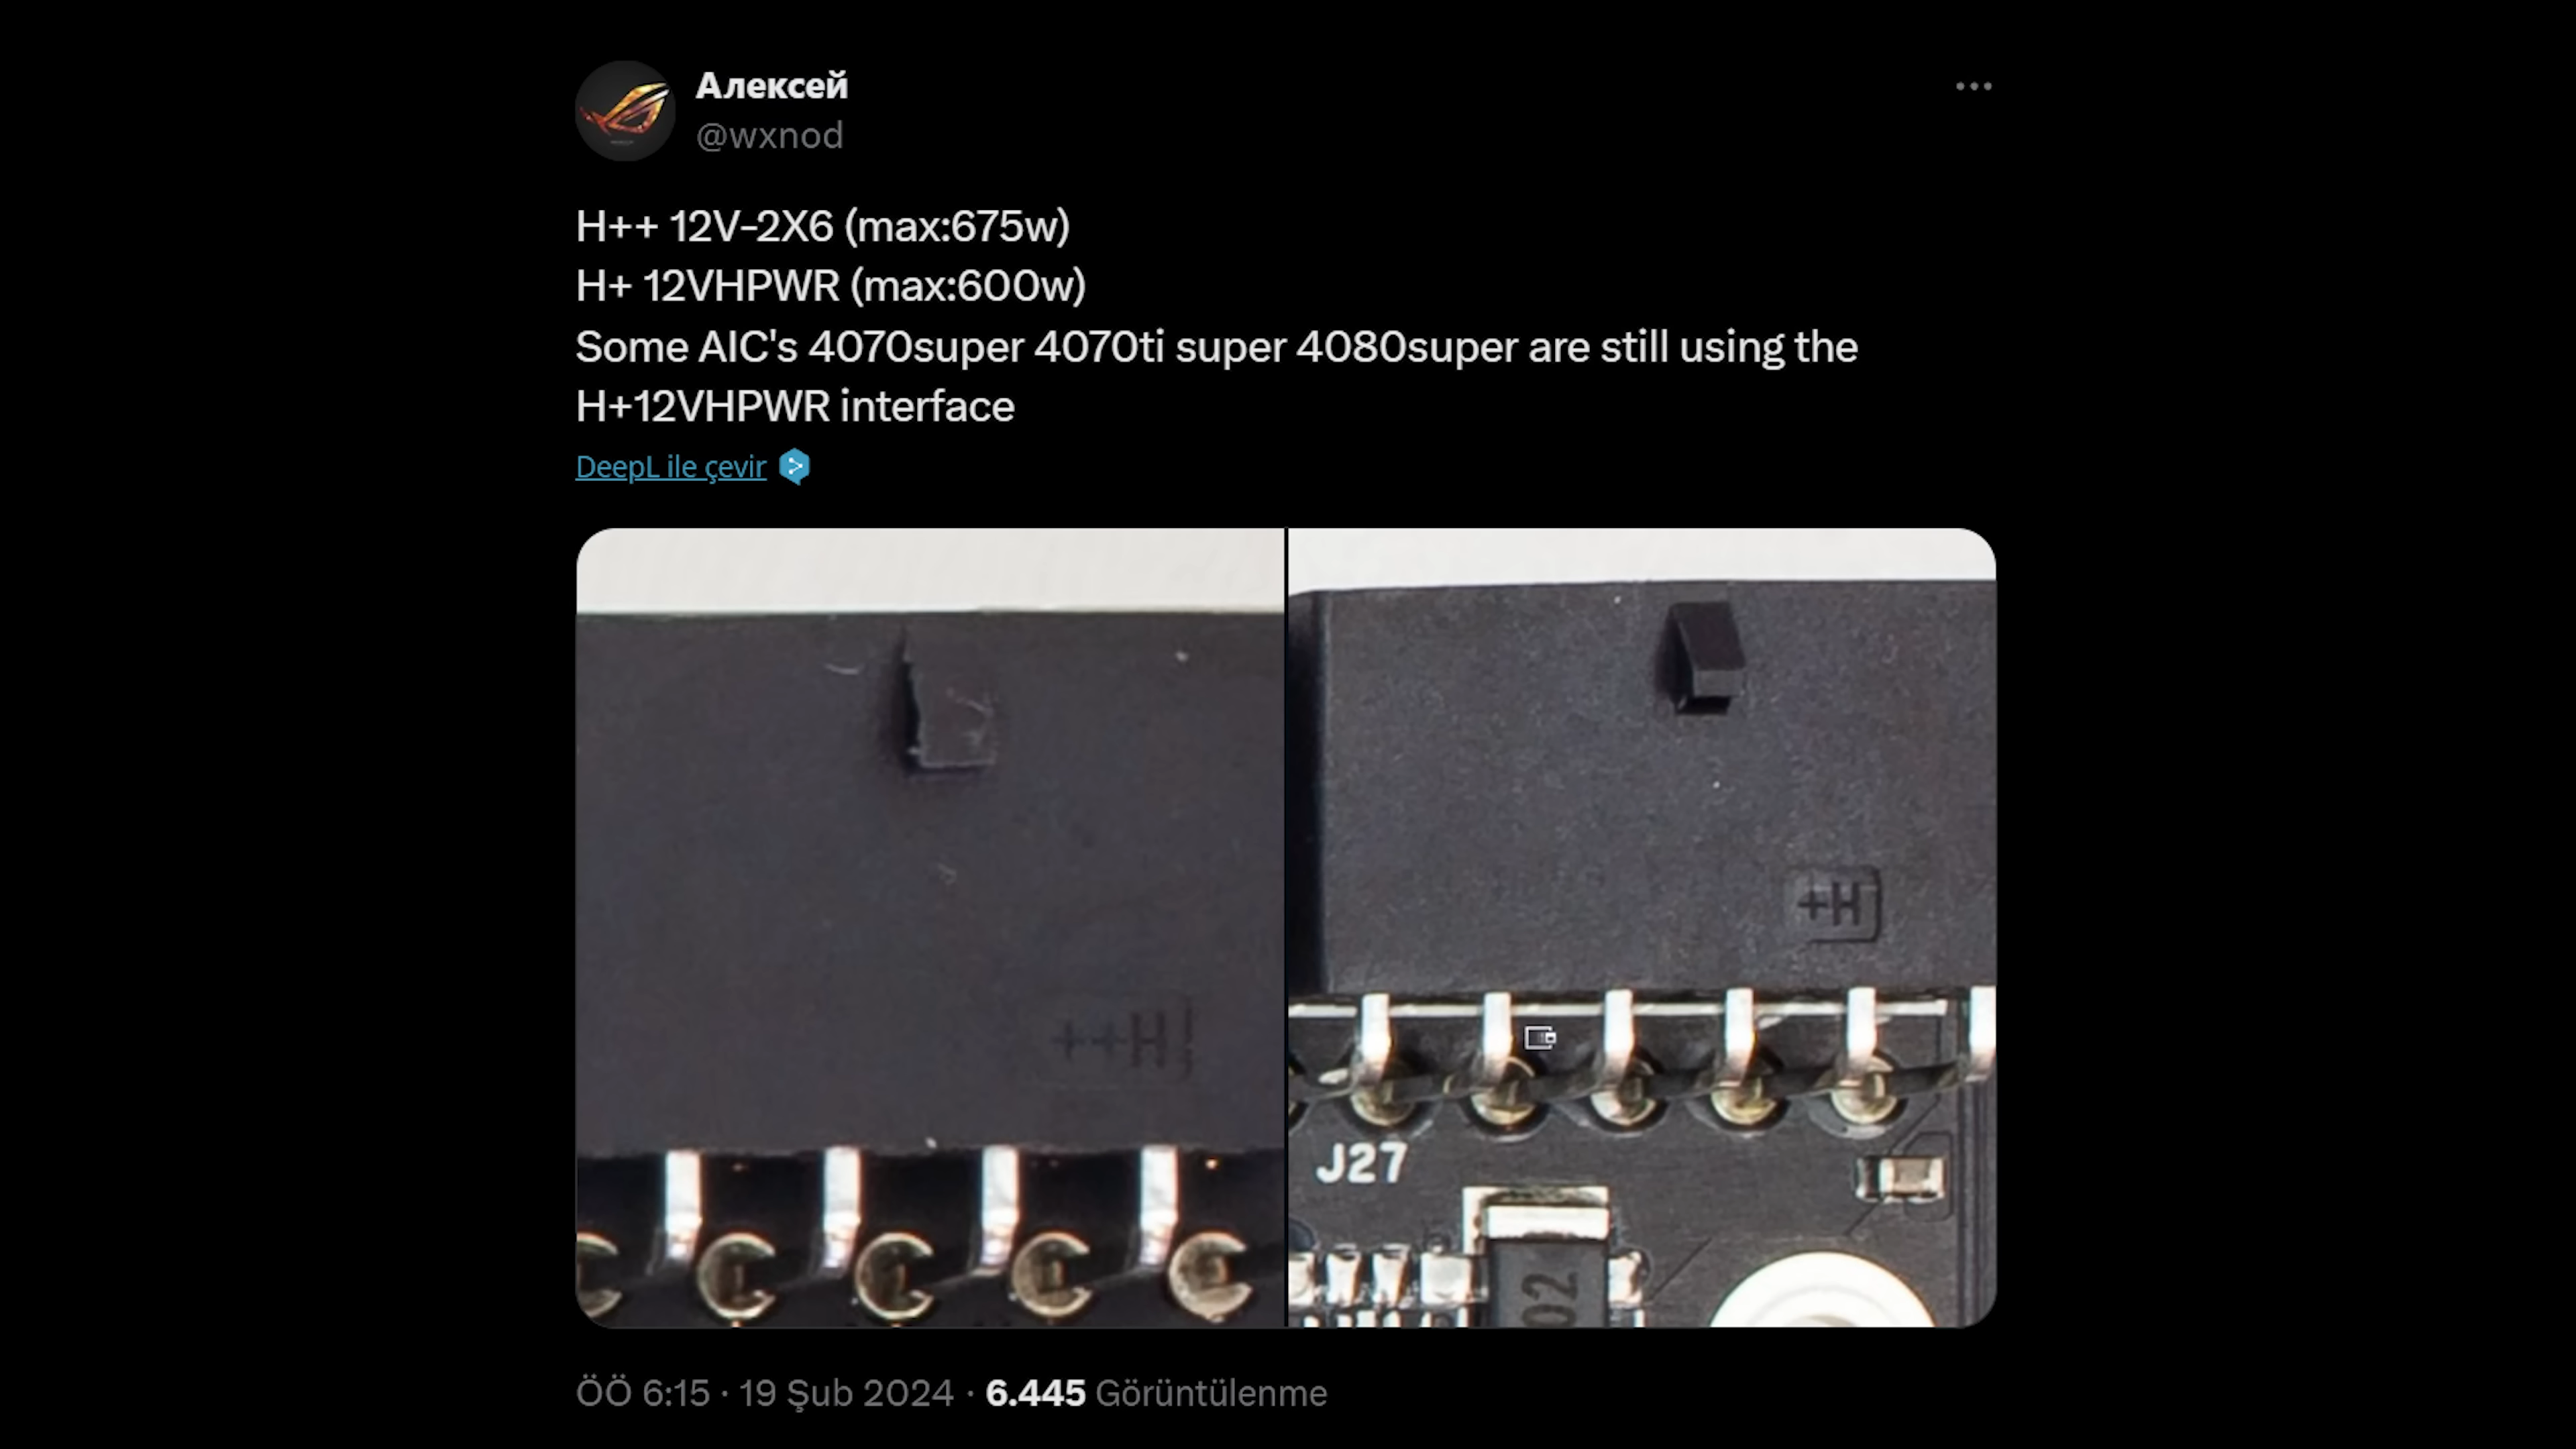 Алексей
@wxnod
H++ 12V-2X6 (max:675w)
H+ 12VHPWR (max:600w)
Some AIC's 4070super 4070ti super 4080super are still using the
H+12VHPWR interface
DeepL ile çevir
++H
+H
J27
02
ÖÖ 6:15 · 19 Şub 2024 · 6.445 Görüntülenme